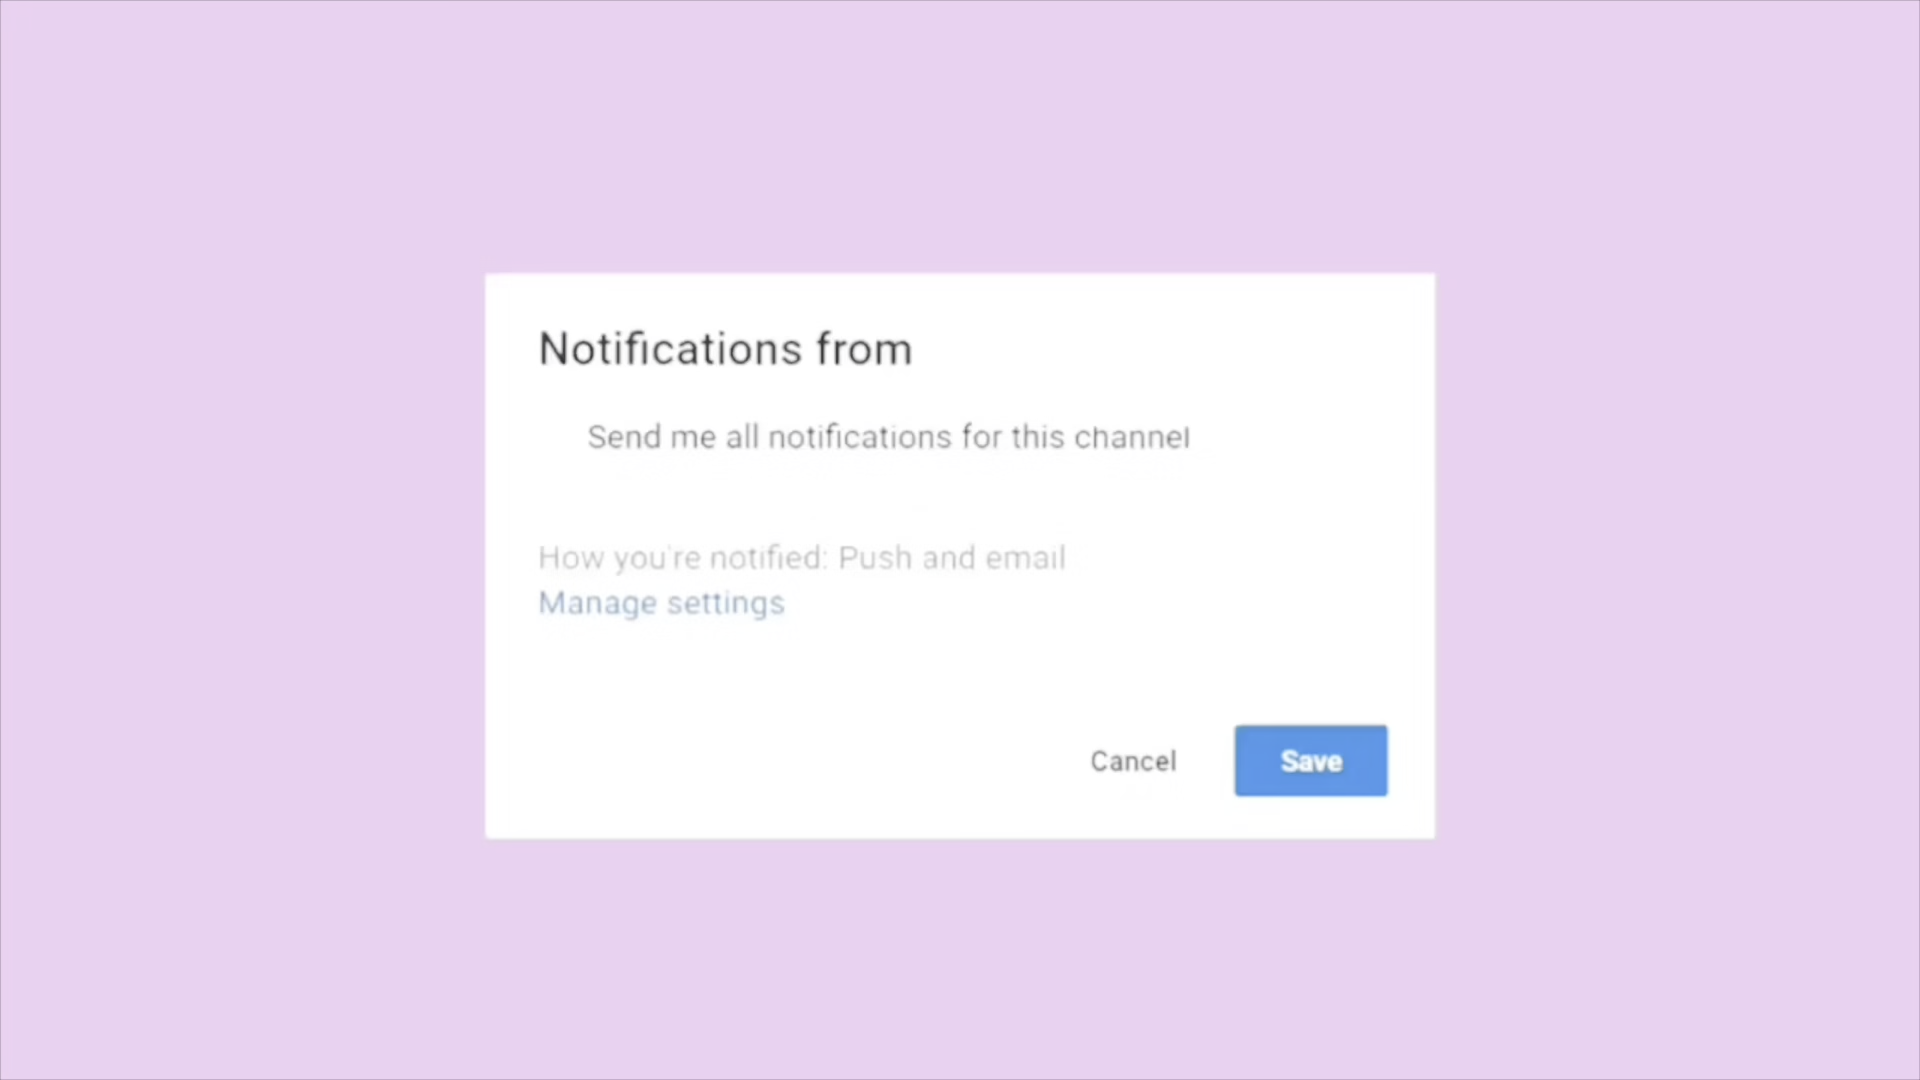 Notifications from
Send me all notifications for this channel
How you're notified: Push and email
Manage settings
Cancel
Save